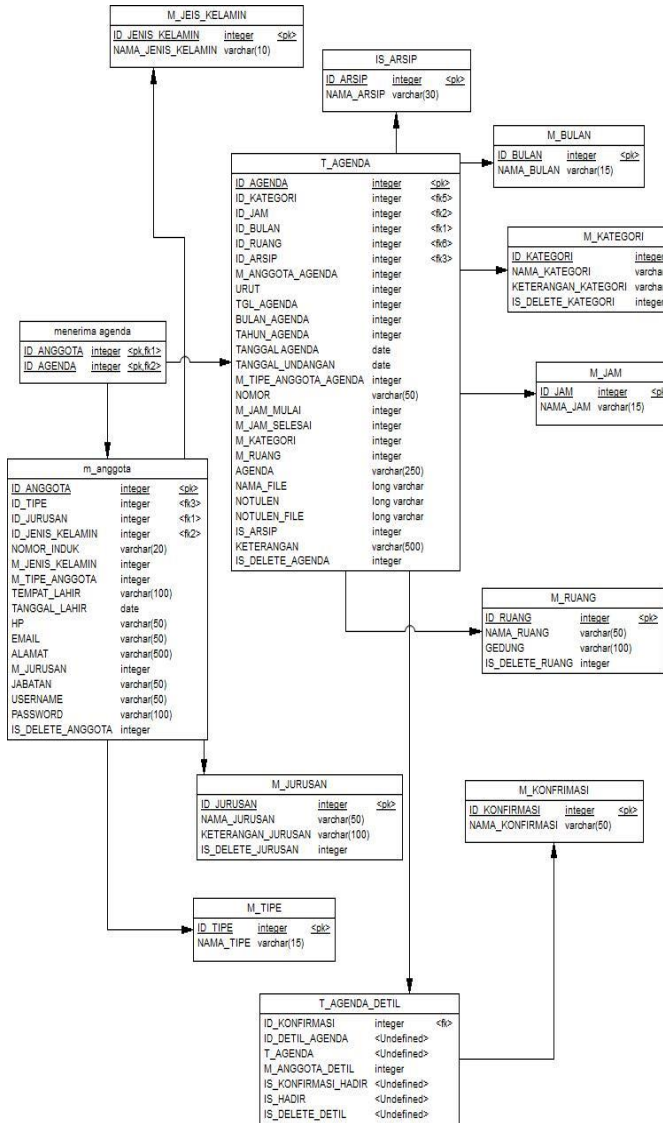 M_JEIS_KELAMIN
ID_JENIS_KELAMIN integer <pk>
NAMA_JENIS_KELAMIN varchar(10)
IS_ARSIP
ID_ARSIP integer <pk>
NAMA_ARSIP varchar(30)
M_BULAN
ID_BULAN integer <pk>
NAMA_BULAN varchar(15)
T_AGENDA
ID_AGENDA integer <pk>
ID_KATEGORI integer <fk5>
ID_JAM integer <fk2>
ID_BULAN integer <fk1>
ID_RUANG integer <fk6>
ID_ARSIP integer <fk3>
M_ANGGOTA_AGENDA integer
URUT integer
TGL_AGENDA integer
BULAN_AGENDA integer
TAHUN_AGENDA integer
TANGGAL AGENDA date
TANGGAL_UNDANGAN date
M_TIPE_ANGGOTA_AGENDA integer
NOMOR varchar(50)
M_JAM_MULAI integer
M_JAM_SELESAI integer
M_KATEGORI integer
M_RUANG integer
AGENDA varchar(250)
NAMA_FILE long varchar
NOTULEN long varchar
NOTULEN_FILE long varchar
IS_ARSIP integer
KETERANGAN varchar(500)
IS_DELETE_AGENDA integer
M_KATEGORI
ID_KATEGORI integer
NAMA_KATEGORI varchar
KETERANGAN_KATEGORI varchar
IS_DELETE_KATEGORI integer
menerima agenda
ID_ANGGOTA integer <pk,fk1>
ID_AGENDA integer <pk,fk2>
M_JAM
ID_JAM integer <pk
NAMA_JAM varchar(15)
m_anggota
ID_ANGGOTA integer <pk>
ID_TIPE integer <fk3>
ID_JURUSAN integer <fk1>
ID_JENIS_KELAMIN integer <fk2>
NOMOR_INDUK varchar(20)
M_JENIS_KELAMIN integer
M_TIPE_ANGGOTA integer
TEMPAT_LAHIR varchar(100)
TANGGAL_LAHIR date
HP varchar(50)
EMAIL varchar(50)
ALAMAT varchar(500)
M_JURUSAN integer
JABATAN varchar(50)
USERNAME varchar(50)
PASSWORD varchar(100)
IS_DELETE_ANGGOTA integer
M_RUANG
ID_RUANG integer <pk>
NAMA_RUANG varchar(50)
GEDUNG varchar(100)
IS_DELETE_RUANG integer
M_JURUSAN
ID_JURUSAN integer <pk>
NAMA_JURUSAN varchar(50)
KETERANGAN_JURUSAN varchar(100)
IS_DELETE_JURUSAN integer
M_KONFRIMASI
ID_KONFIRMASI integer <pk>
NAMA_KONFIRMASI varchar(50)
M_TIPE
ID_TIPE integer <pk>
NAMA_TIPE varchar(15)
T_AGENDA_DETIL
ID_KONFIRMASI integer <fk>
ID_DETIL_AGENDA <Undefined>
T_AGENDA <Undefined>
M_ANGGOTA_DETIL integer
IS_KONFIRMASI_HADIR <Undefined>
IS_HADIR <Undefined>
IS_DELETE_DETIL <Undefined>